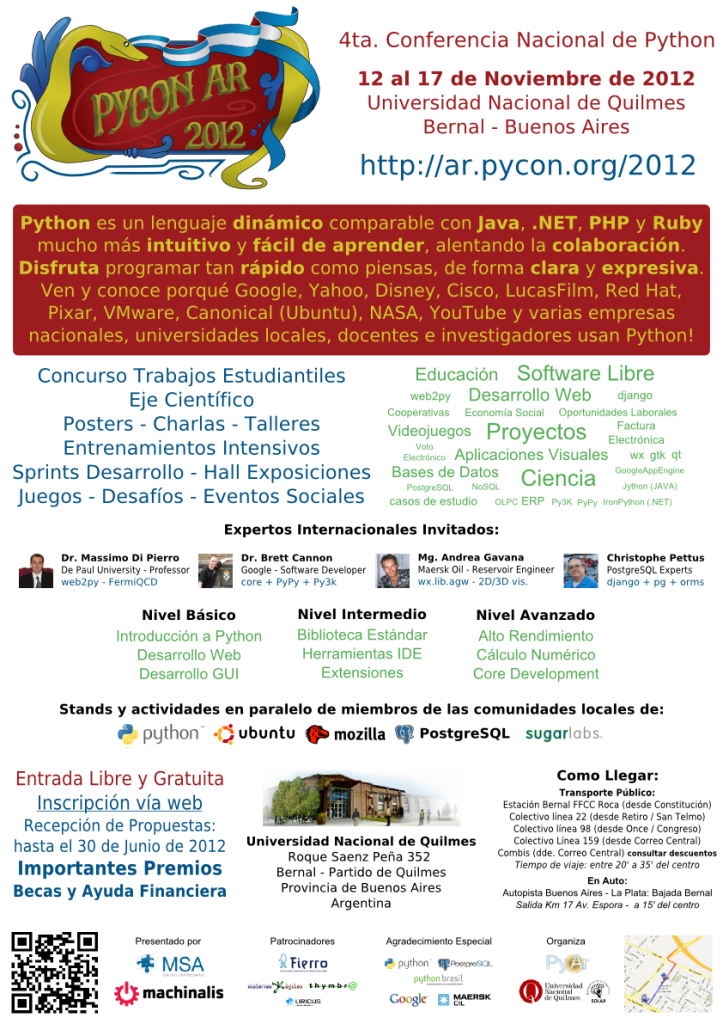 PYCON AR
2012
4ta. Conferencia Nacional de Python
12 al 17 de Noviembre de 2012
Universidad Nacional de Quilmes
Bernal - Buenos Aires
http://ar.pycon.org/2012
Python es un lenguaje dinámico comparable con Java, .NET, PHP y Ruby
mucho más intuitivo y fácil de aprender, alentando la colaboración.
Disfruta programar tan rápido como piensas, de forma clara y expresiva.
Ven y conoce porqué Google, Yahoo, Disney, Cisco, LucasFilm, Red Hat,
Pixar, VMware, Canonical (Ubuntu), NASA, YouTube y varias empresas
nacionales, universidades locales, docentes e investigadores usan Python!
Concurso Trabajos Estudiantiles
Eje Científico
Posters - Charlas - Talleres
Entrenamientos Intensivos
Sprints Desarrollo - Hall Exposiciones
Juegos - Desafíos - Eventos Sociales
Educación Software Libre
web2py Desarrollo Web django
Cooperativas Economía Social Oportunidades Laborales
Videojuegos Proyectos Factura Electrónica
Voto Electrónico Aplicaciones Visuales wx gtk qt
Bases de Datos Ciencia GoogleAppEngine
PostgreSQL NoSQL Jython (JAVA)
casos de estudio OLPC ERP Py3K PyPy IronPython (.NET)
Expertos Internacionales Invitados:
Dr. Massimo Di Pierro
De Paul University - Professor
web2py - FermiQCD
Dr. Brett Cannon
Google - Software Developer
core + PyPy + Py3k
Mg. Andrea Gavana
Maersk Oil - Reservoir Engineer
wx.lib.agw - 2D/3D vis.
Christophe Pettus
PostgreSQL Experts
django + pg + orms
Nivel Básico
Introducción a Python
Desarrollo Web
Desarrollo GUI
Nivel Intermedio
Biblioteca Estándar
Herramientas IDE
Extensiones
Nivel Avanzado
Alto Rendimiento
Cálculo Numérico
Core Development
Stands y actividades en paralelo de miembros de las comunidades locales de:
python™ ubuntu mozilla PostgreSQL sugarlabs
Entrada Libre y Gratuita
Inscripción vía web
Recepción de Propuestas:
hasta el 30 de Junio de 2012
Importantes Premios
Becas y Ayuda Financiera
Universidad Nacional de Quilmes
Roque Saenz Peña 352
Bernal - Partido de Quilmes
Provincia de Buenos Aires
Argentina
Como Llegar:
Transporte Público:
Estación Bernal FFCC Roca (desde Constitución)
Colectivo línea 22 (desde Retiro / San Telmo)
Colectivo línea 98 (desde Once / Congreso)
Colectivo Línea 159 (desde Correo Central)
Combis (dde. Correo Central) consultar descuentos
Tiempo de viaje: entre 20' a 35' del centro
En Auto:
Autopista Buenos Aires - La Plata: Bajada Bernal
Salida Km 17 Av. Espora - a 15' del centro
Presentado por
MSA
machinalis
Patrocinadores
Fierro
sistemas ágiles
thymbr@
LIRICUS
Agradecimiento Especial
python™ PostgreSQL
python brasil
Google™ MAERSK OIL
Organiza
PyAr
Universidad
Nacional
de Quilmes
SOLAR